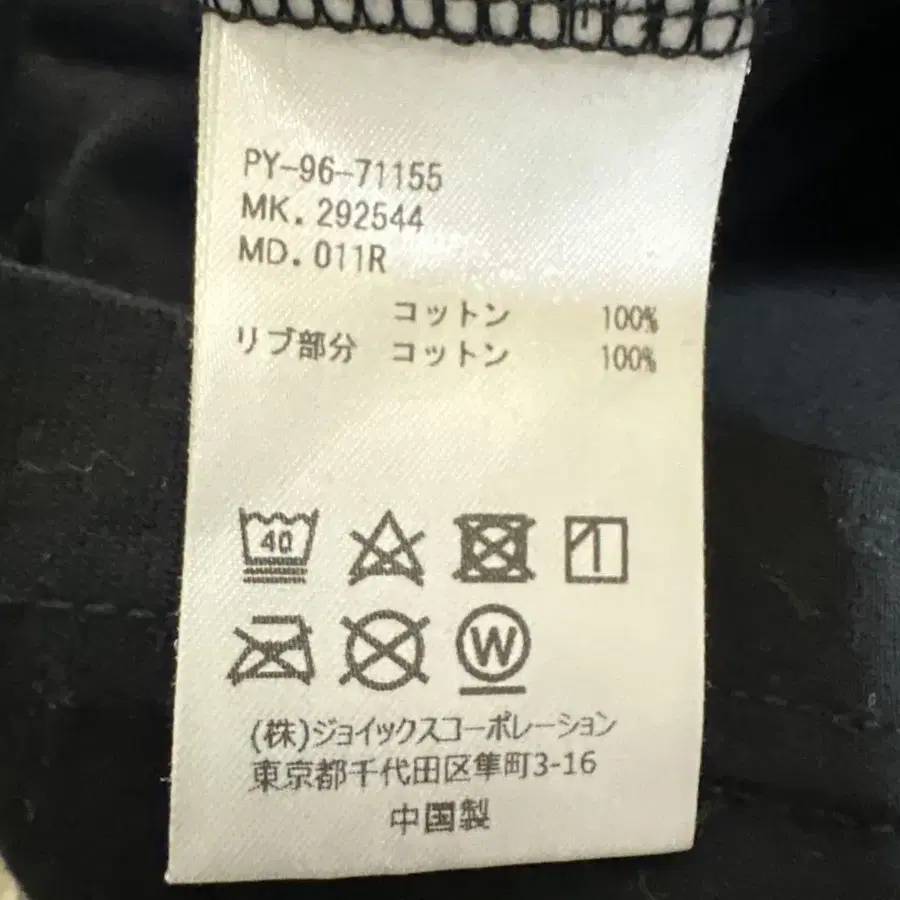 PY-96-71155
MK. 292544
MD. 011R
コットン 100%
リブ部分 コットン 100%
40
W
(株)ジョイックスコーポレーション
東京都千代田区隼町3-16
中国製